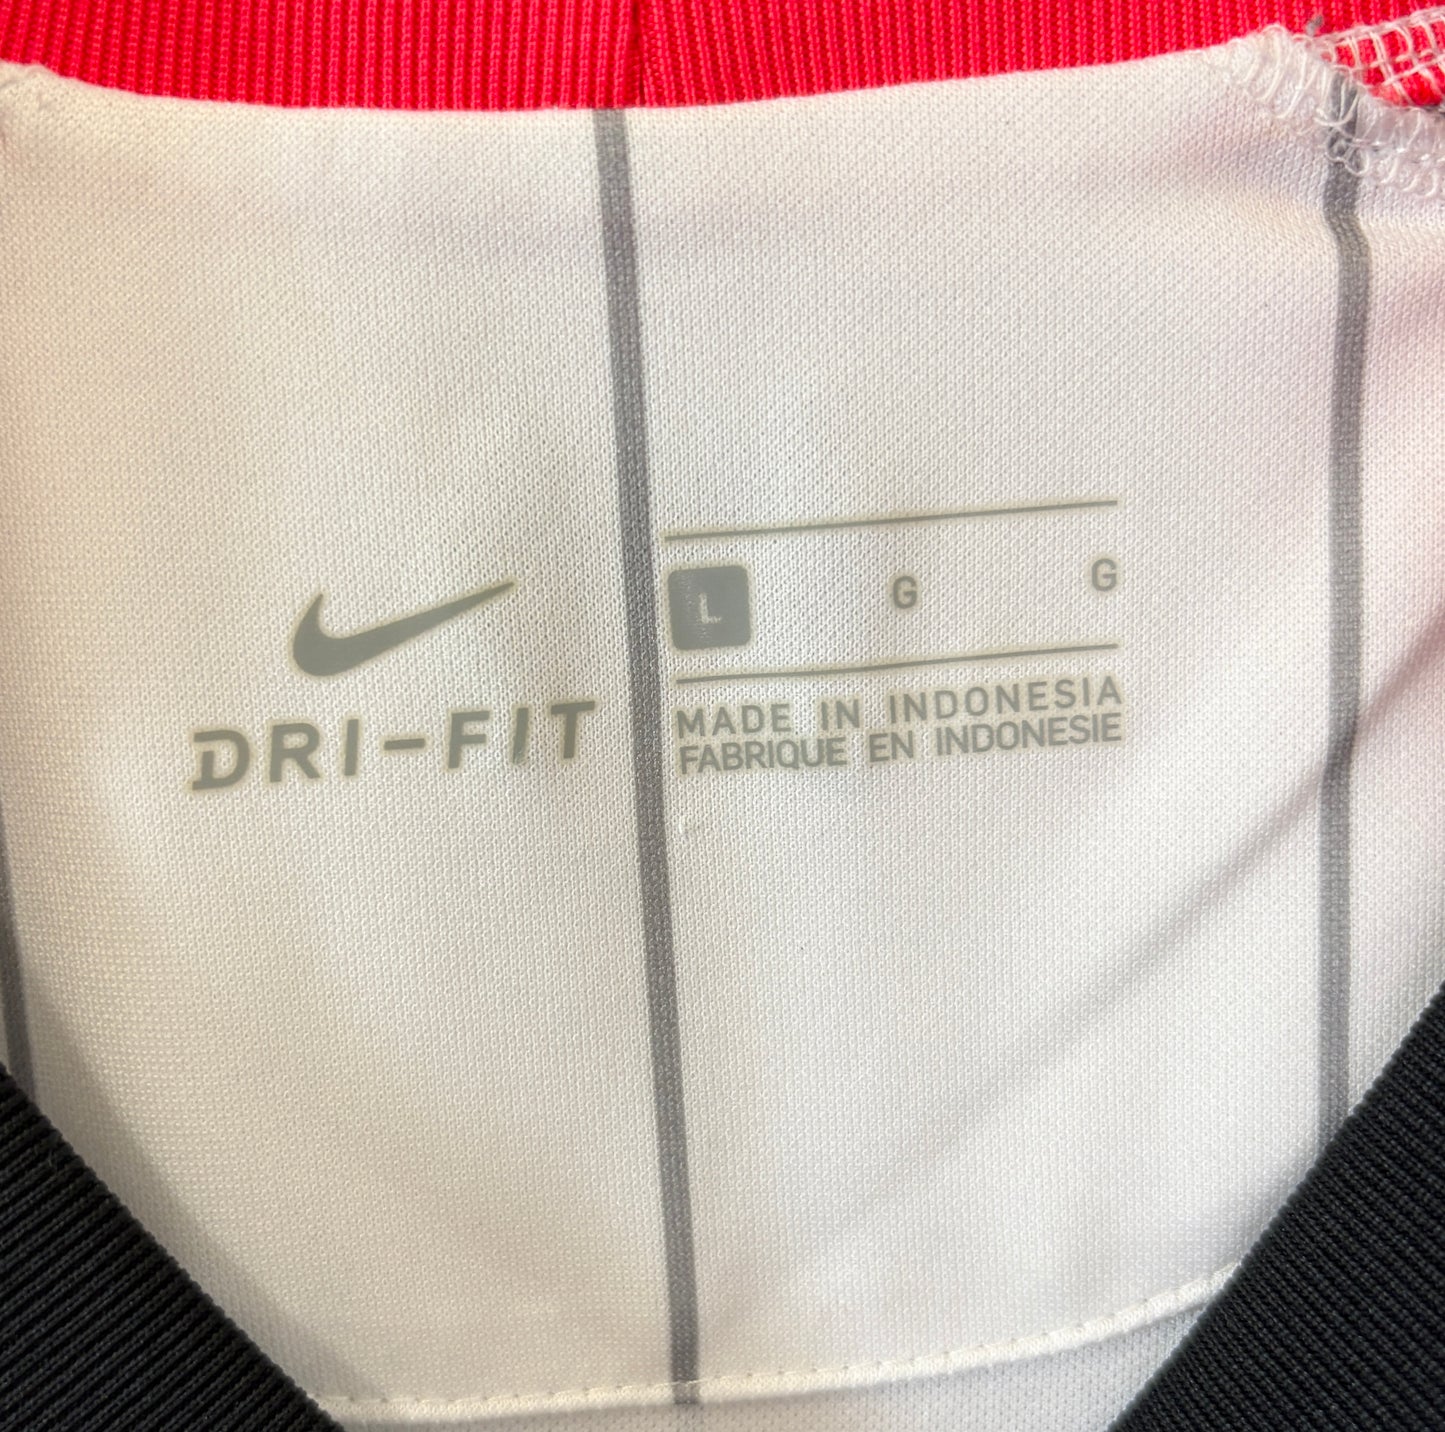 DRI-FIT
L G G
MADE IN INDONESIA
FABRIQUE EN INDONESIE